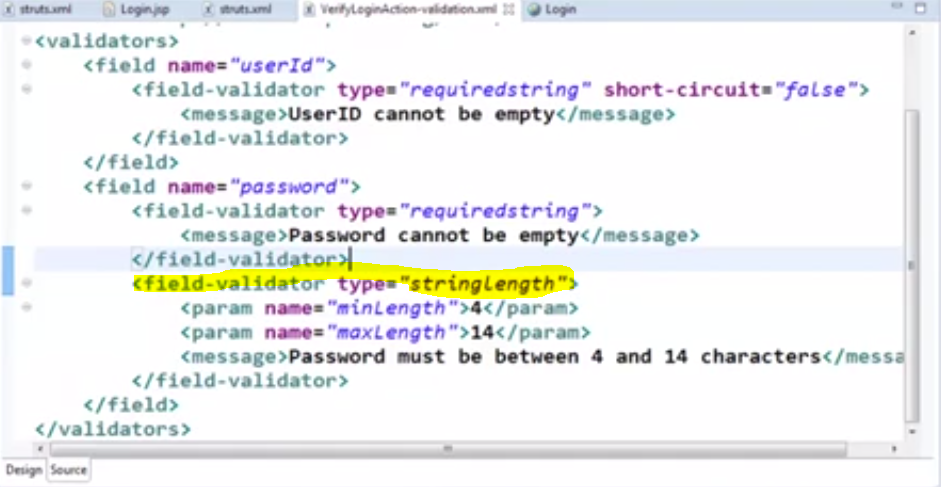 struts.xml Login.jsp struts.xml VerifyLoginAction-validation.xml Login
<validators>
<field name="userId">
<field-validator type="requiredstring" short-circuit="false">
<message>UserID cannot be empty</message>
</field-validator>
</field>
<field name="password">
<field-validator type="requiredstring">
<message>Password cannot be empty</message>
</field-validator>
<field-validator type="stringlength">
<param name="minLength">4</param>
<param name="maxLength">14</param>
<message>Password must be between 4 and 14 characters</messa
</field-validator>
</field>
</validators>
Design Source